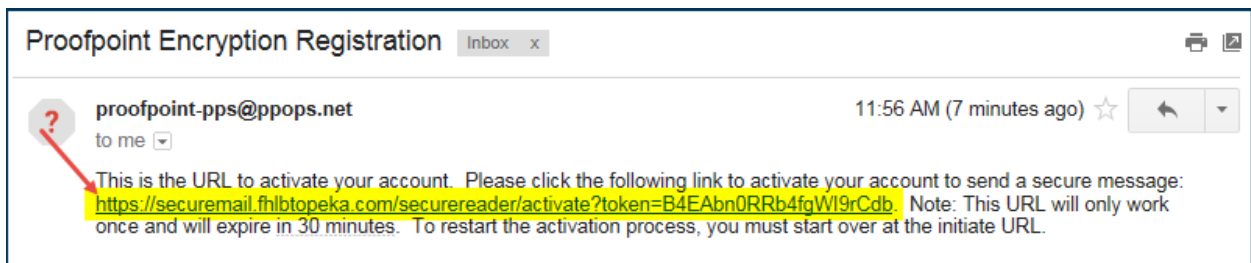 Proofpoint Encryption Registration Inbox x
?
proofpoint-pps@ppops.net 11:56 AM (7 minutes ago)
to me
This is the URL to activate your account. Please click the following link to activate your account to send a secure message:
https://securemail.fhlbtopeka.com/securereader/activate?token=B4EAbn0RRb4fgWI9rCdb. Note: This URL will only work
once and will expire in 30 minutes. To restart the activation process, you must start over at the initiate URL.